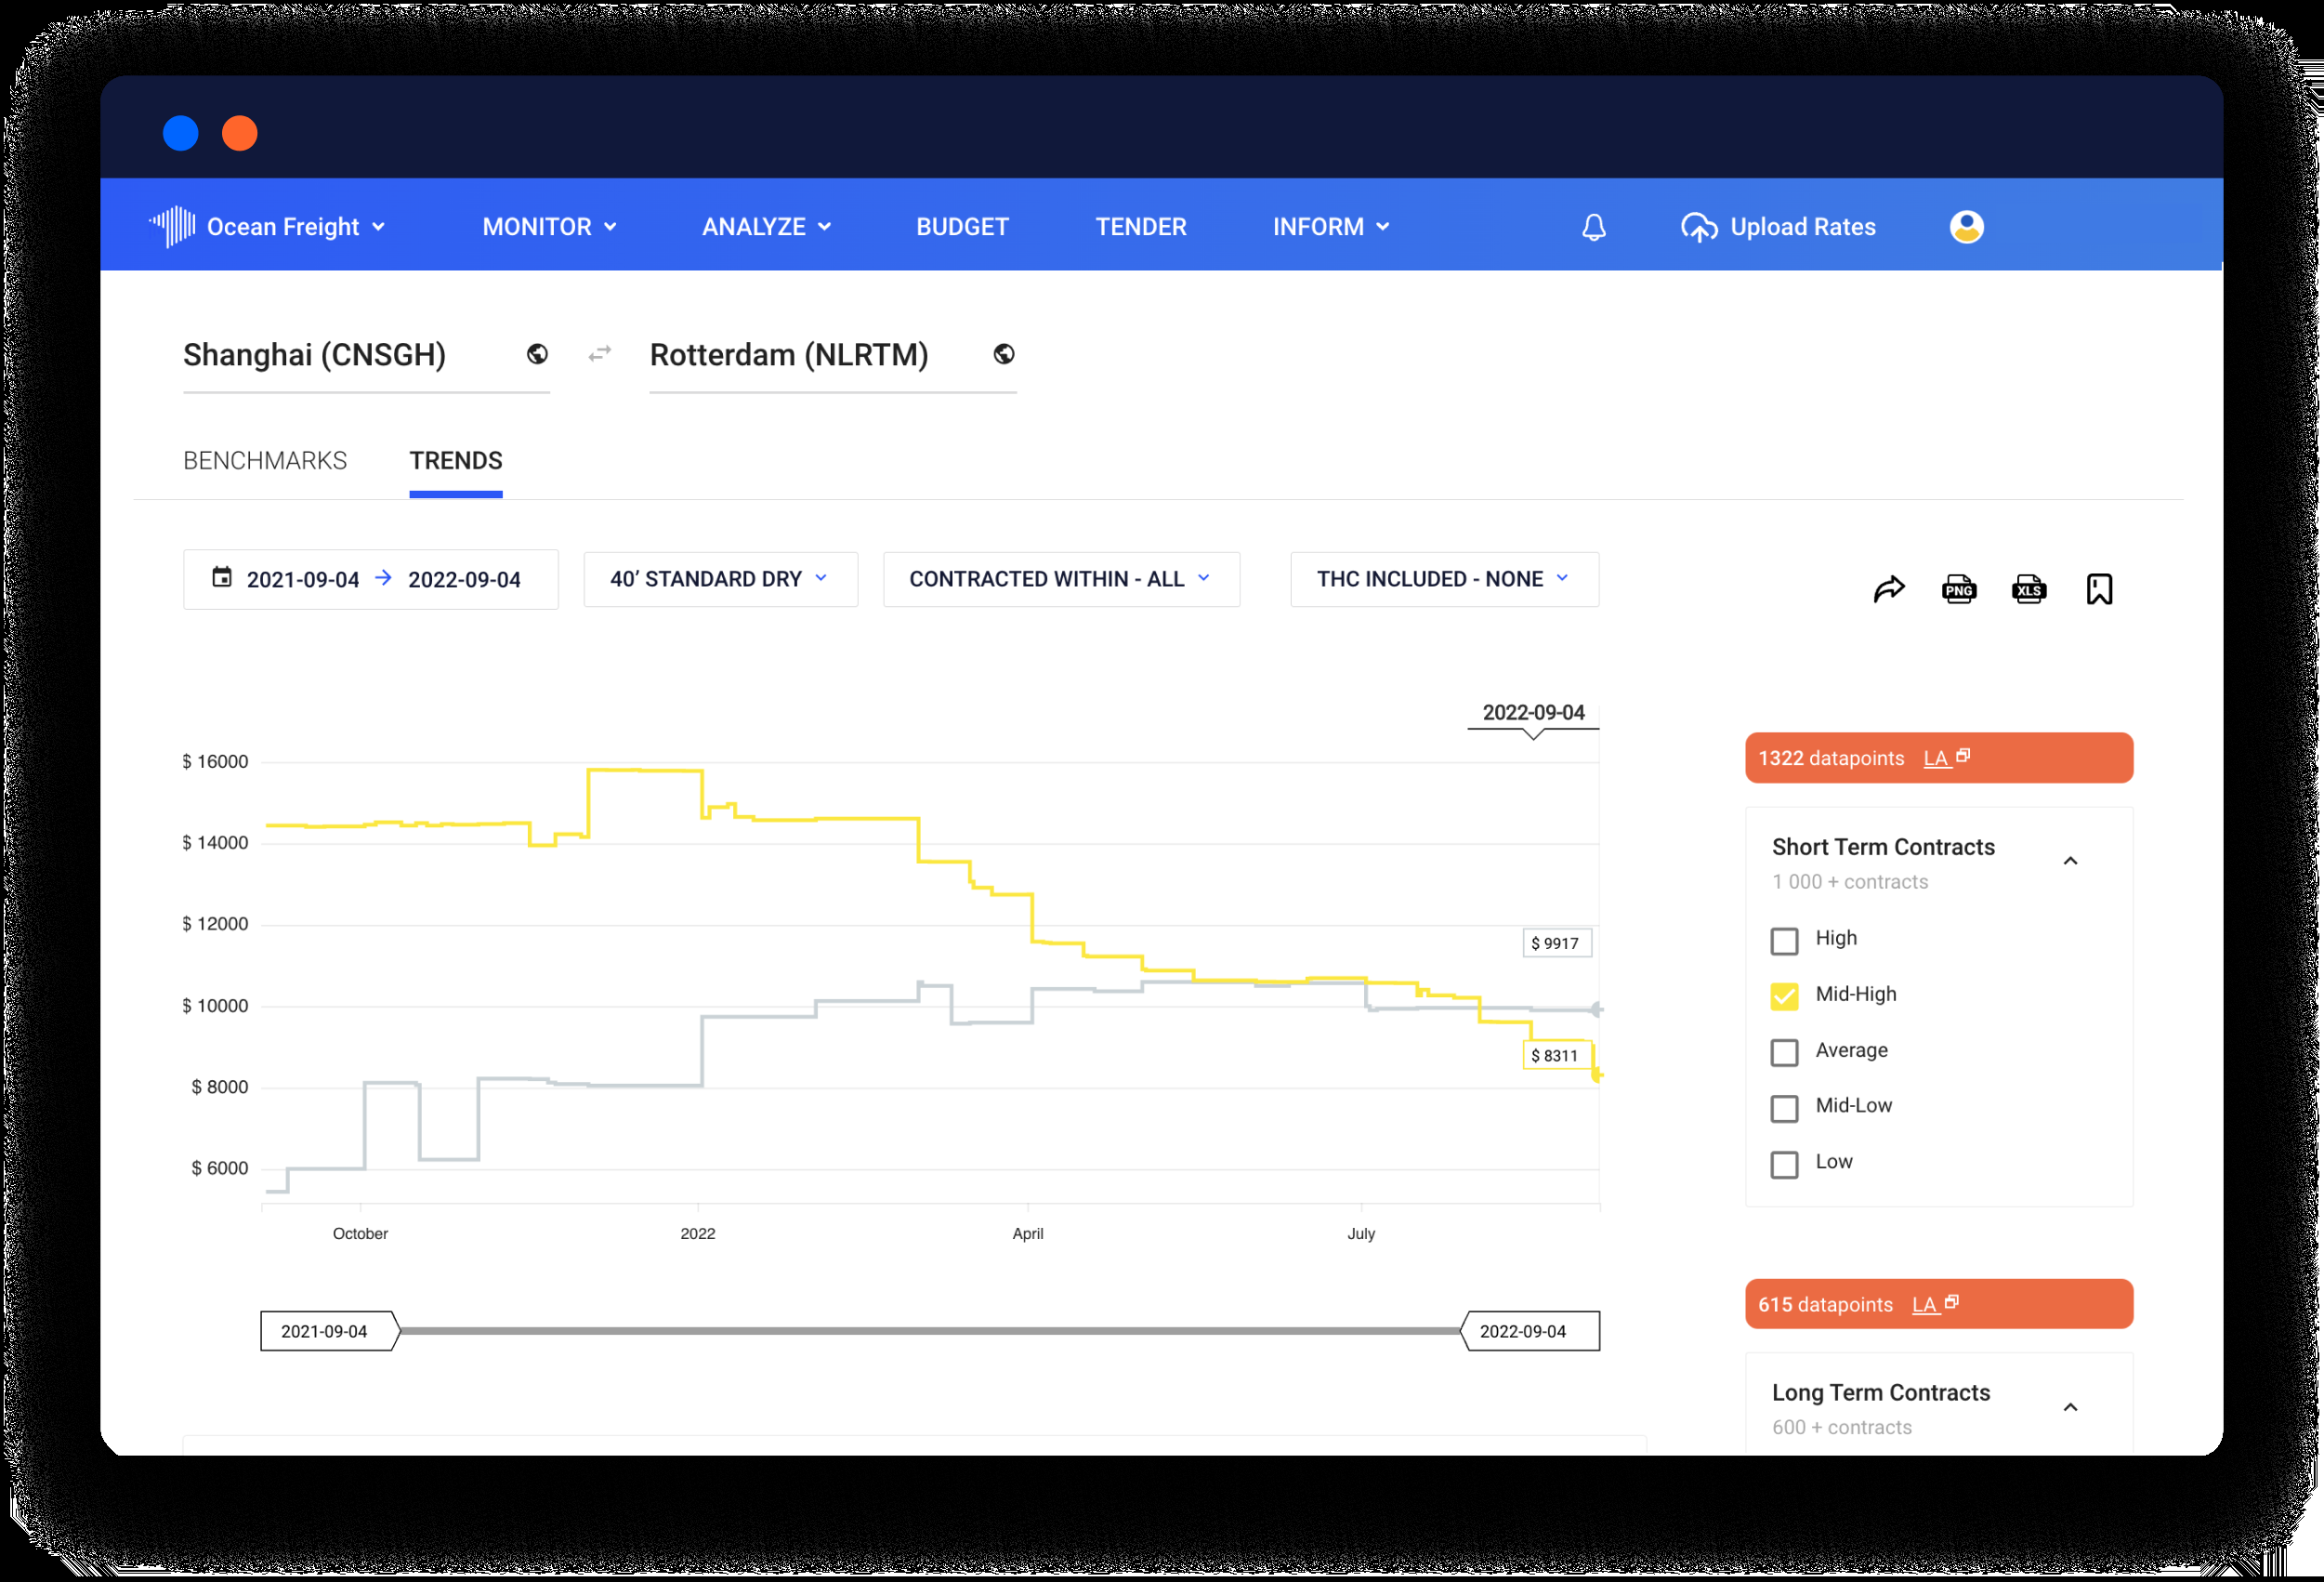 Ocean Freight MONITOR ANALYZE BUDGET TENDER INFORM Upload Rates
Shanghai (CNSGH) Rotterdam (NLRTM)
BENCHMARKS TRENDS
2021-09-04 → 2022-09-04 40’ STANDARD DRY CONTRACTED WITHIN - ALL THC INCLUDED - NONE
PNG XLS
2022-09-04
$ 16000
$ 14000
$ 12000
$ 10000
$ 8000
$ 6000
$ 9917
$ 8311
October 2022 April July
2021-09-04 2022-09-04
1322 datapoints LA
Short Term Contracts
1 000 + contracts
High
Mid-High
Average
Mid-Low
Low
615 datapoints LA
Long Term Contracts
600 + contracts